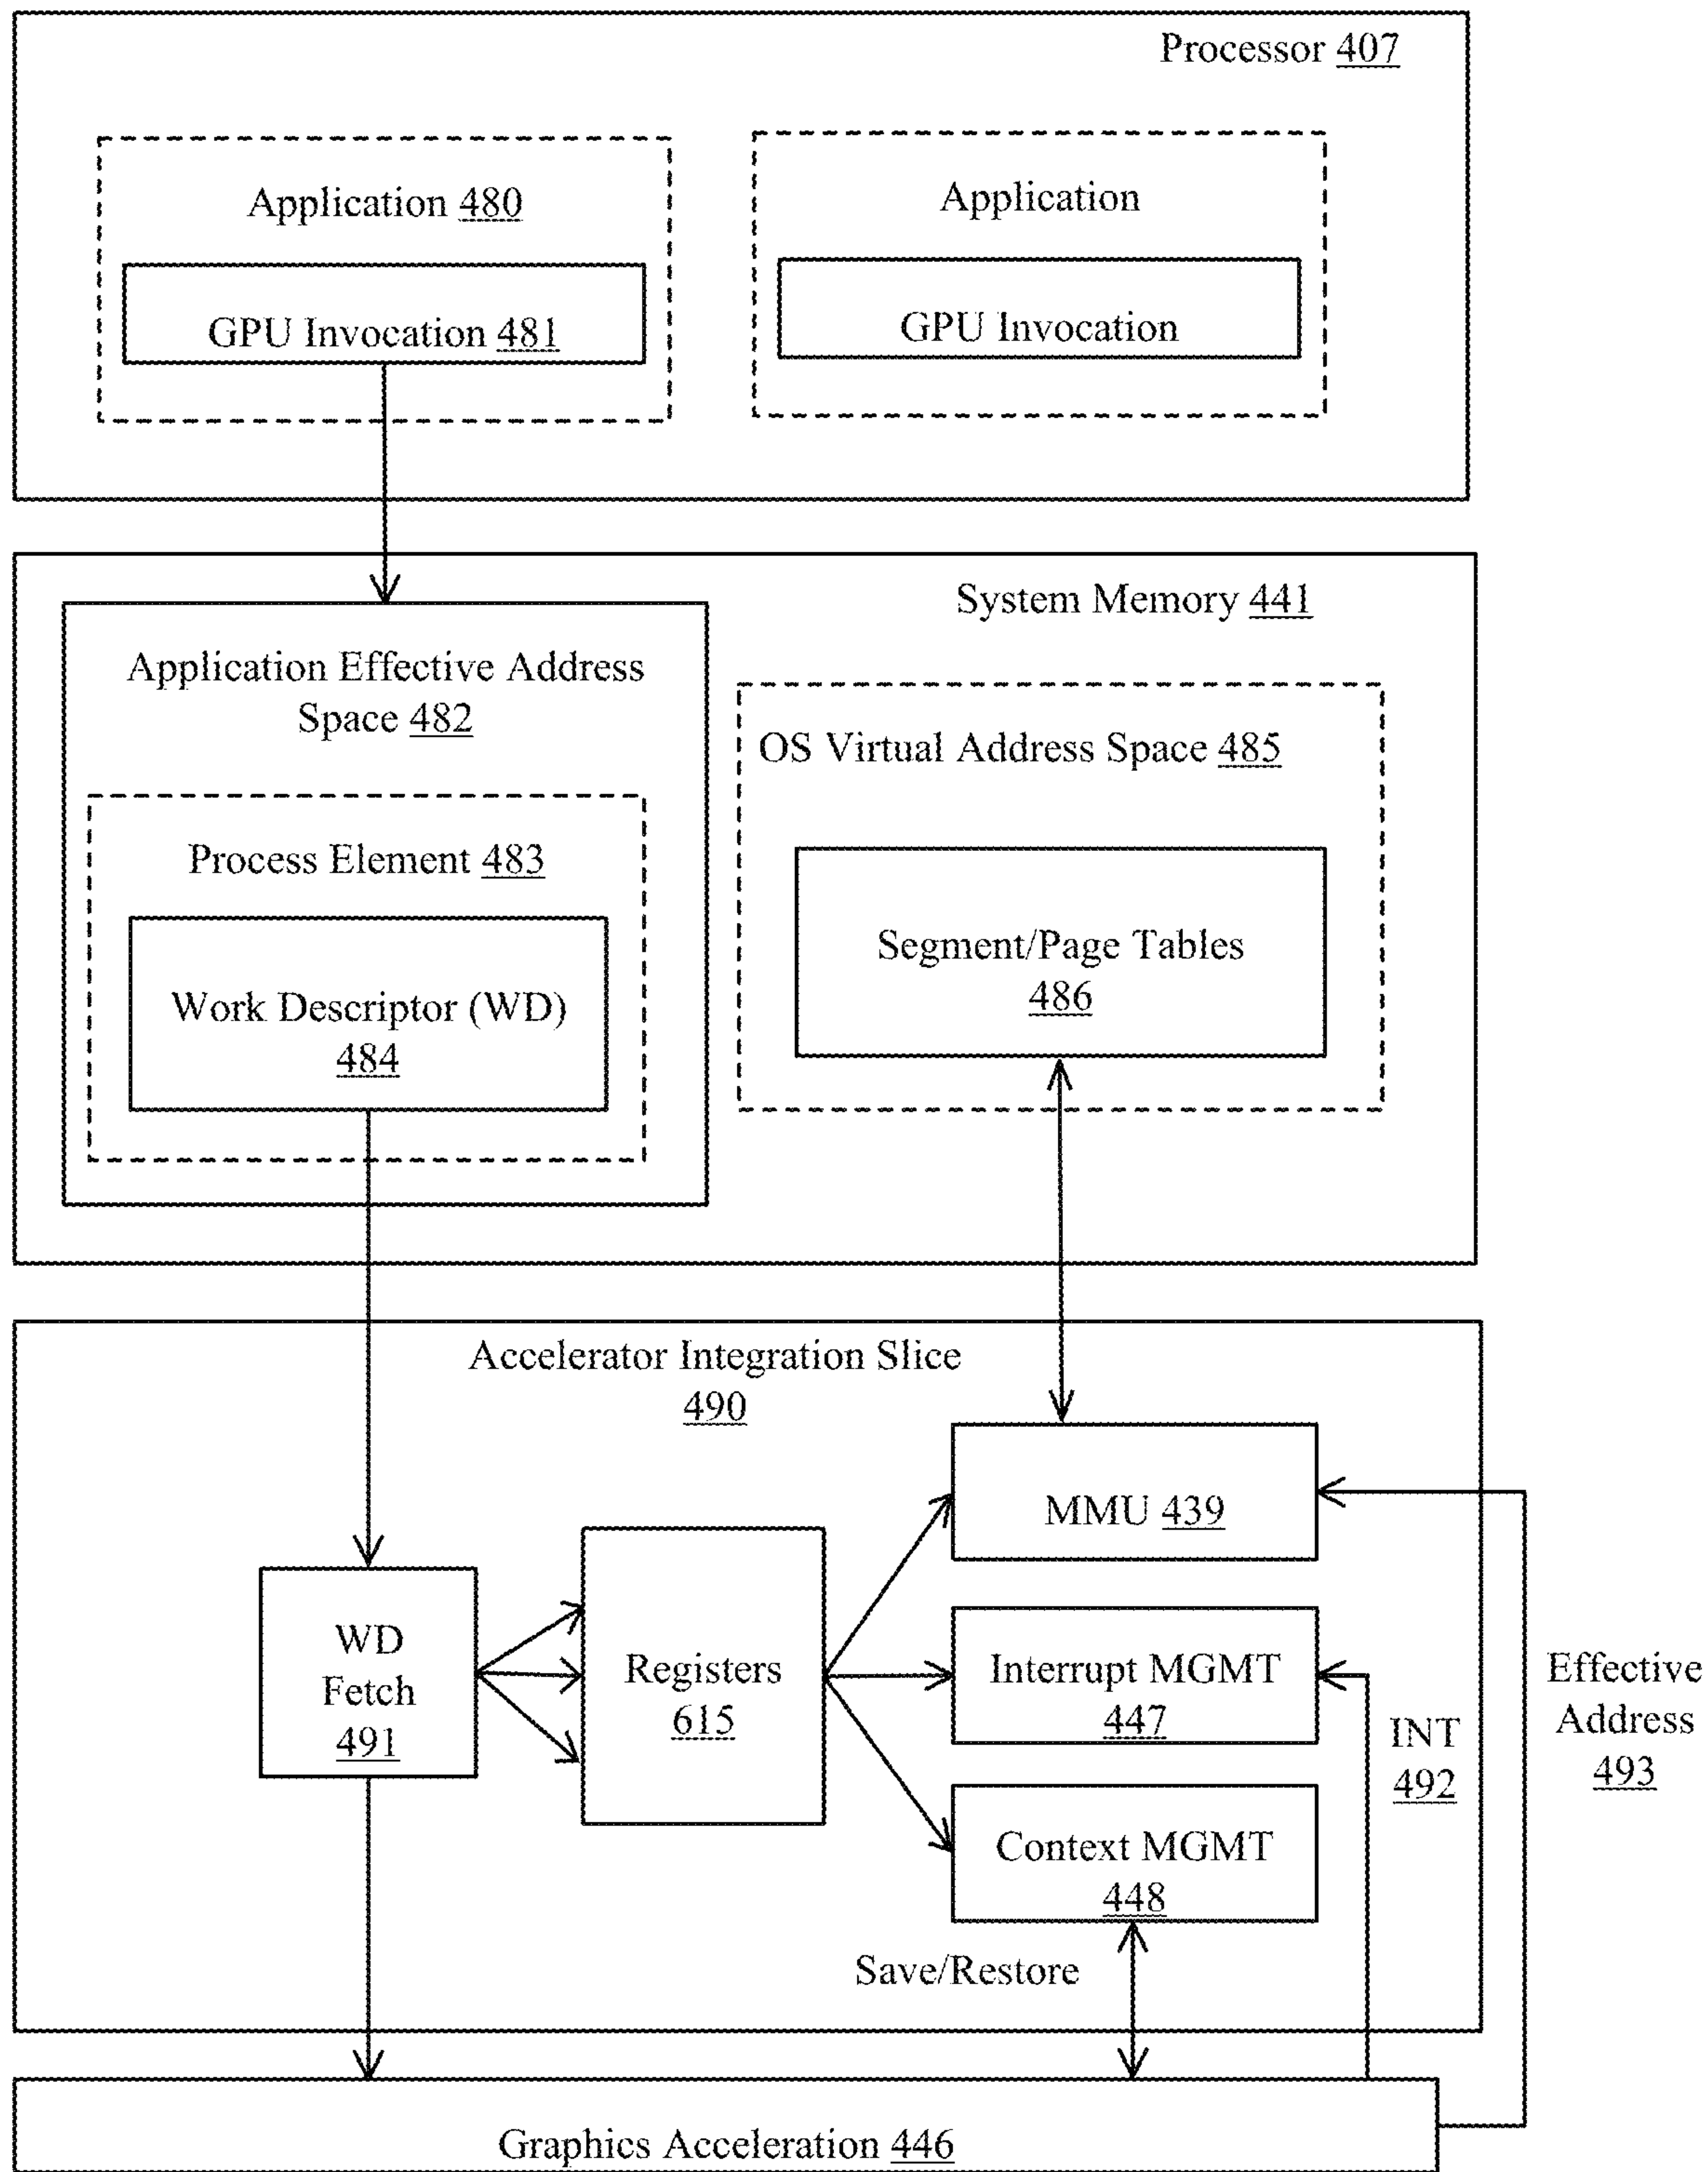 Processor 407
Application 480
Application
GPU Invocation 481
GPU Invocation
System Memory 441
Application Effective Address
Space 482
OS Virtual Address Space 485
Process Element 483
Segment/Page Tables
486
Work Descriptor (WD)
484
Accelerator Integration Slice
490
MMU 439
WD
Fetch
491
Registers
615
Interrupt MGMT
447
INT
492
Effective
Address
493
Context MGMT
448
Save/Restore
Graphics Acceleration 446